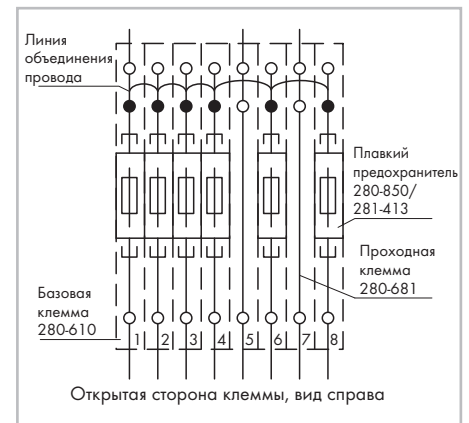 Линия
объединения
провода
Плавкий
предохранитель
280-850/
281-413
Проходная
клемма
280-681
Базовая
клемма
280-610
1 2 3 4 5 6 7 8
Открытая сторона клеммы, вид справа